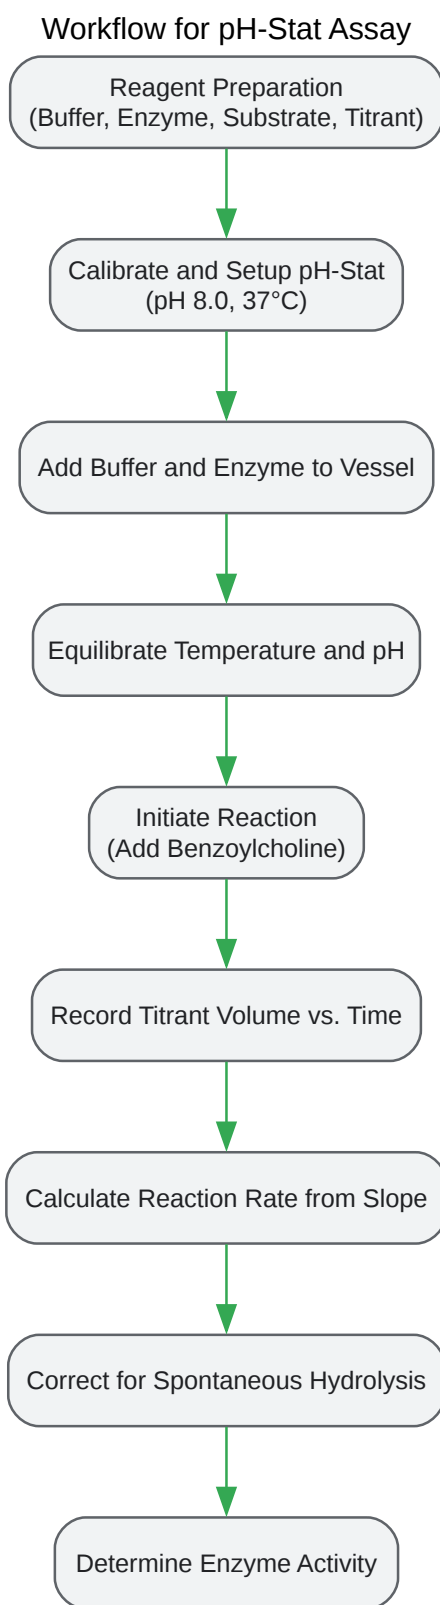 Workflow for pH-Stat Assay
Reagent Preparation
(Buffer, Enzyme, Substrate, Titrant)
Calibrate and Setup pH-Stat
(pH 8.0, 37°C)
Add Buffer and Enzyme to Vessel
Equilibrate Temperature and pH
Initiate Reaction
(Add Benzoylcholine)
Record Titrant Volume vs. Time
Calculate Reaction Rate from Slope
Correct for Spontaneous Hydrolysis
Determine Enzyme Activity